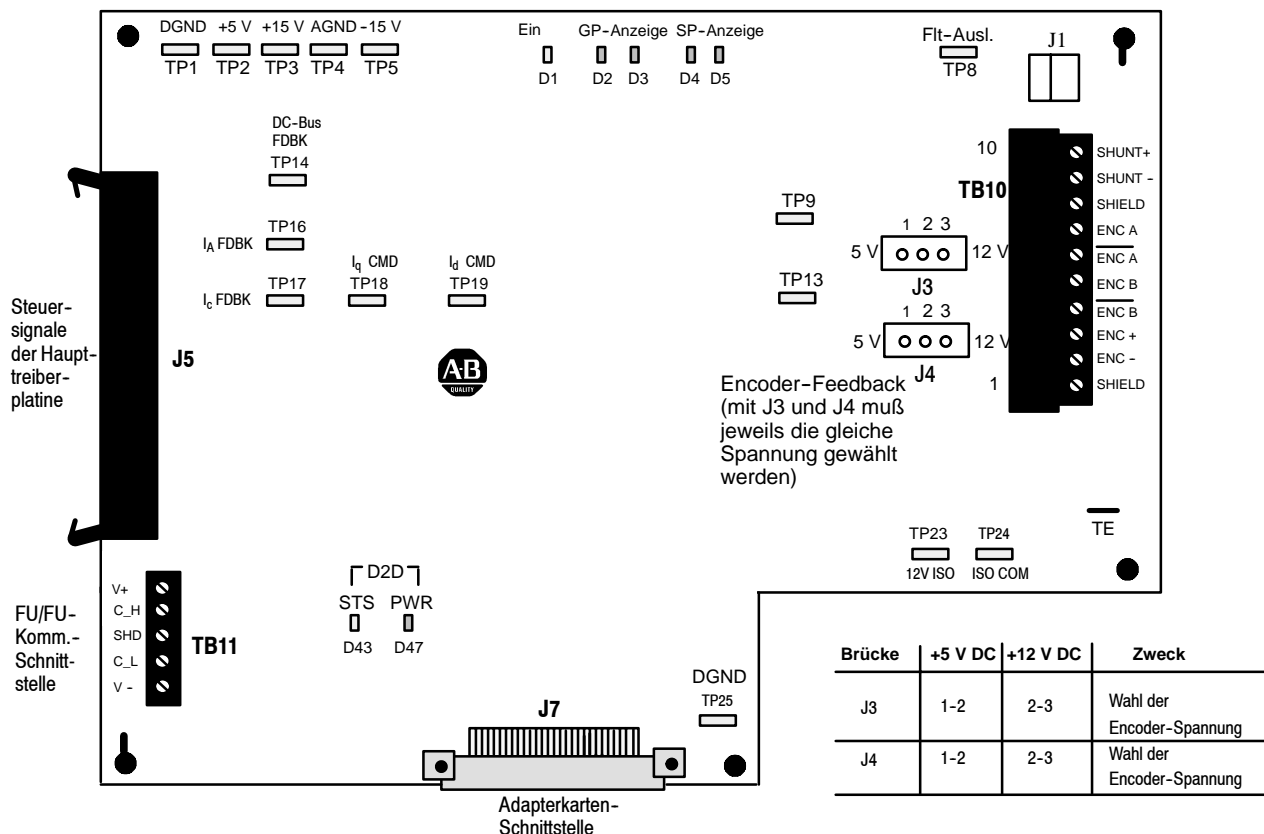 DGND +5 V +15 V AGND -15 V
TP1 TP2 TP3 TP4 TP5
Ein GP-Anzeige SP-Anzeige
D1 D2 D3 D4 D5
Flt-Ausl.
TP8
J1
DC-Bus
FDBK
TP14
TP16
IA FDBK
TP17
Ic FDBK
Iq CMD
TP18
Id CMD
TP19
TP9
TP13
1 2 3
5 V 12 V
J3
1 2 3
5 V 12 V
J4
10
TB10
1
SHUNT+
SHUNT -
SHIELD
ENC A
E̅N̅C̅ A
ENC B
E̅N̅C̅ B
ENC +
ENC -
SHIELD
Steuer-
signale
der Haupt-
treiber-
platine
J5
A-B
QUALITY
Encoder-Feedback
(mit J3 und J4 muß
jeweils die gleiche
Spannung gewählt
werden)
TE
TP23 TP24
12V ISO ISO COM
FU/FU-
Komm.-
Schnitt-
stelle
V+
C_H
SHD
C_L
V -
TB11
D2D
STS PWR
D43 D47
DGND
TP25
J7
Adapterkarten-
Schnittstelle
Brücke +5 V DC +12 V DC Zweck
J3 1-2 2-3 Wahl der
Encoder-Spannung
J4 1-2 2-3 Wahl der
Encoder-Spannung